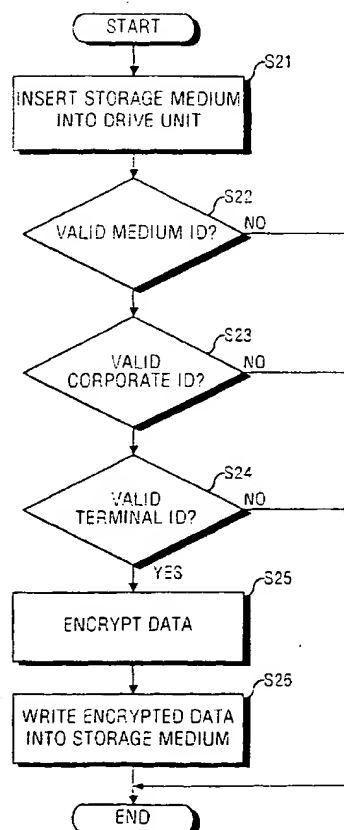 START
S21
INSERT STORAGE MEDIUM
INTO DRIVE UNIT
S22
VALID MEDIUM ID?
NO
S23
VALID
CORPORATE ID?
NO
S24
VALID
TERMINAL ID?
NO
YES
S25
ENCRYPT DATA
S26
WRITE ENCRYPTED DATA
INTO STORAGE MEDIUM
END